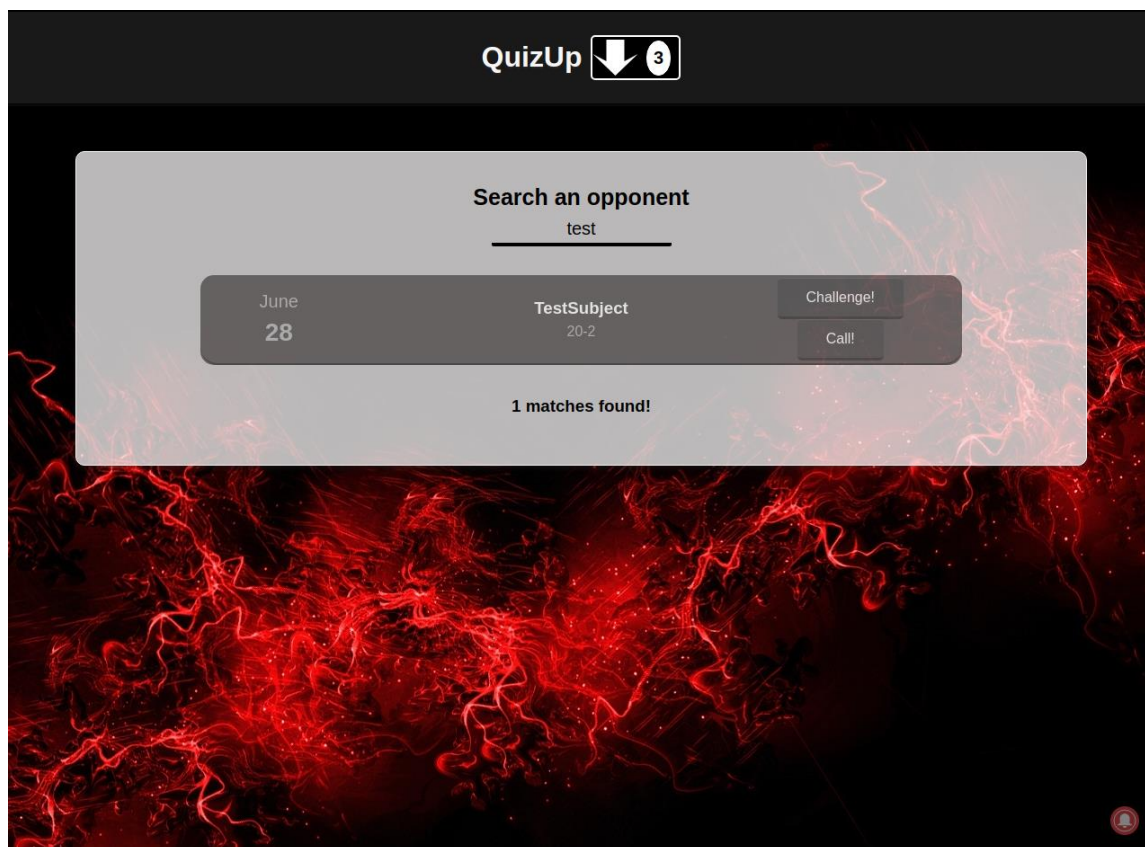 QuizUp 3
Search an opponent
test
June
28
TestSubject
20-2
Challenge!
Call!
1 matches found!